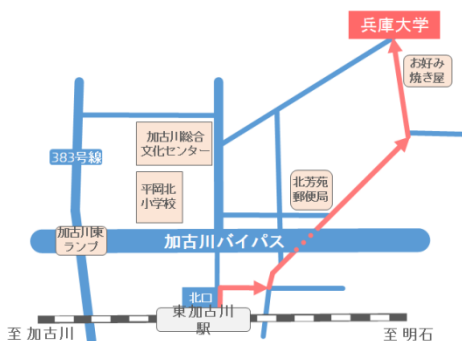 兵庫大学
お好み
焼き屋
加古川総合
文化センター
383号線
平岡北
小学校
北芳苑
郵便局
加古川東
ランプ
加古川バイパス
北口
東加古川
駅
至 加古川
至 明石